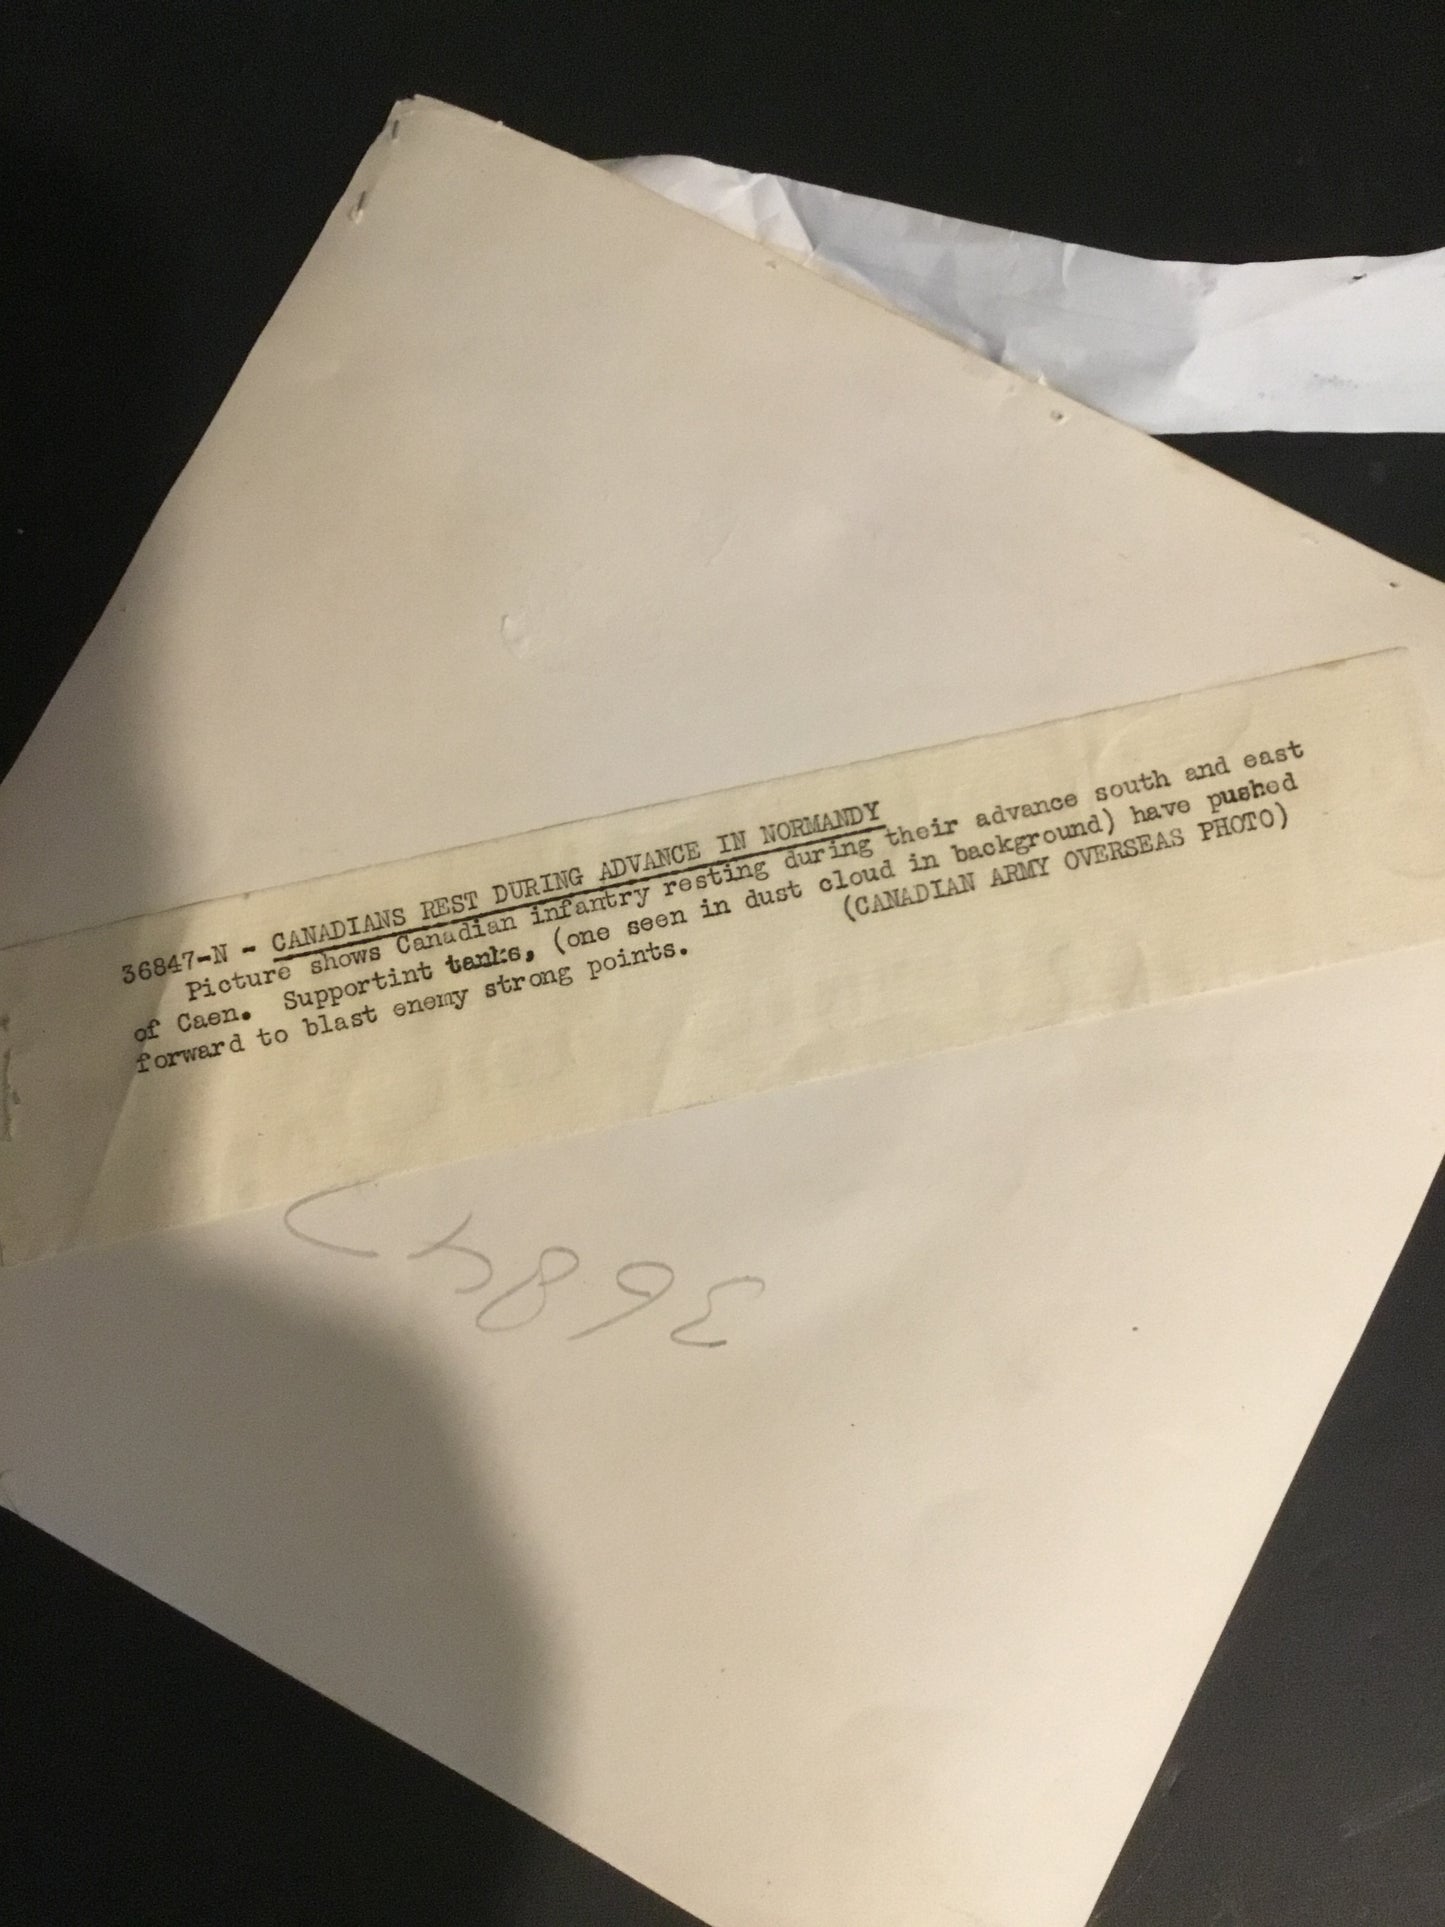 36847-N - CANADIANS REST DURING ADVANCE IN NORMANDY
Picture shows Canadian infantry resting during their advance south and east
of Caen. Supportint tanks, (one seen in dust cloud in background) have pushed
forward to blast enemy strong points. (CANADIAN ARMY OVERSEAS PHOTO)
36847